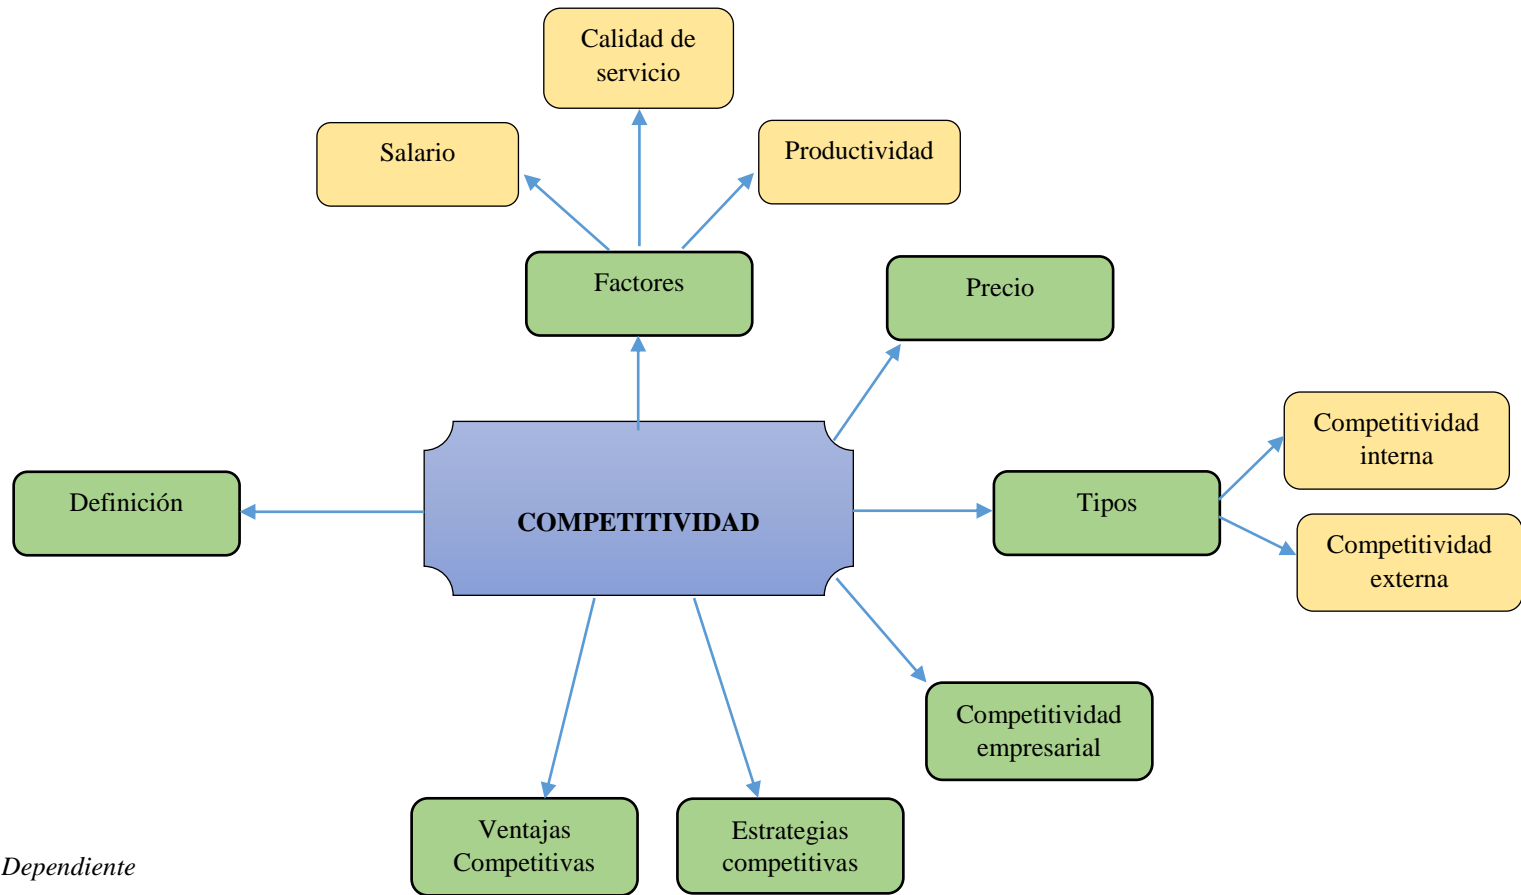 Calidad de
servicio
Salario
Productividad
Factores
Precio
Competitividad
interna
Definición
COMPETITIVIDAD
Tipos
Competitividad
externa
Competitividad
empresarial
Ventajas
Competitivas
Estrategias
competitivas
Dependiente